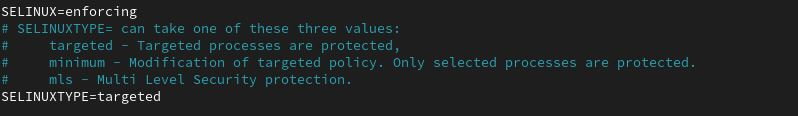 SELINUX=enforcing
# SELINUXTYPE= can take one of these three values:
#     targeted - Targeted processes are protected,
#     minimum - Modification of targeted policy. Only selected processes are protected.
#     mls - Multi Level Security protection.
SELINUXTYPE=targeted